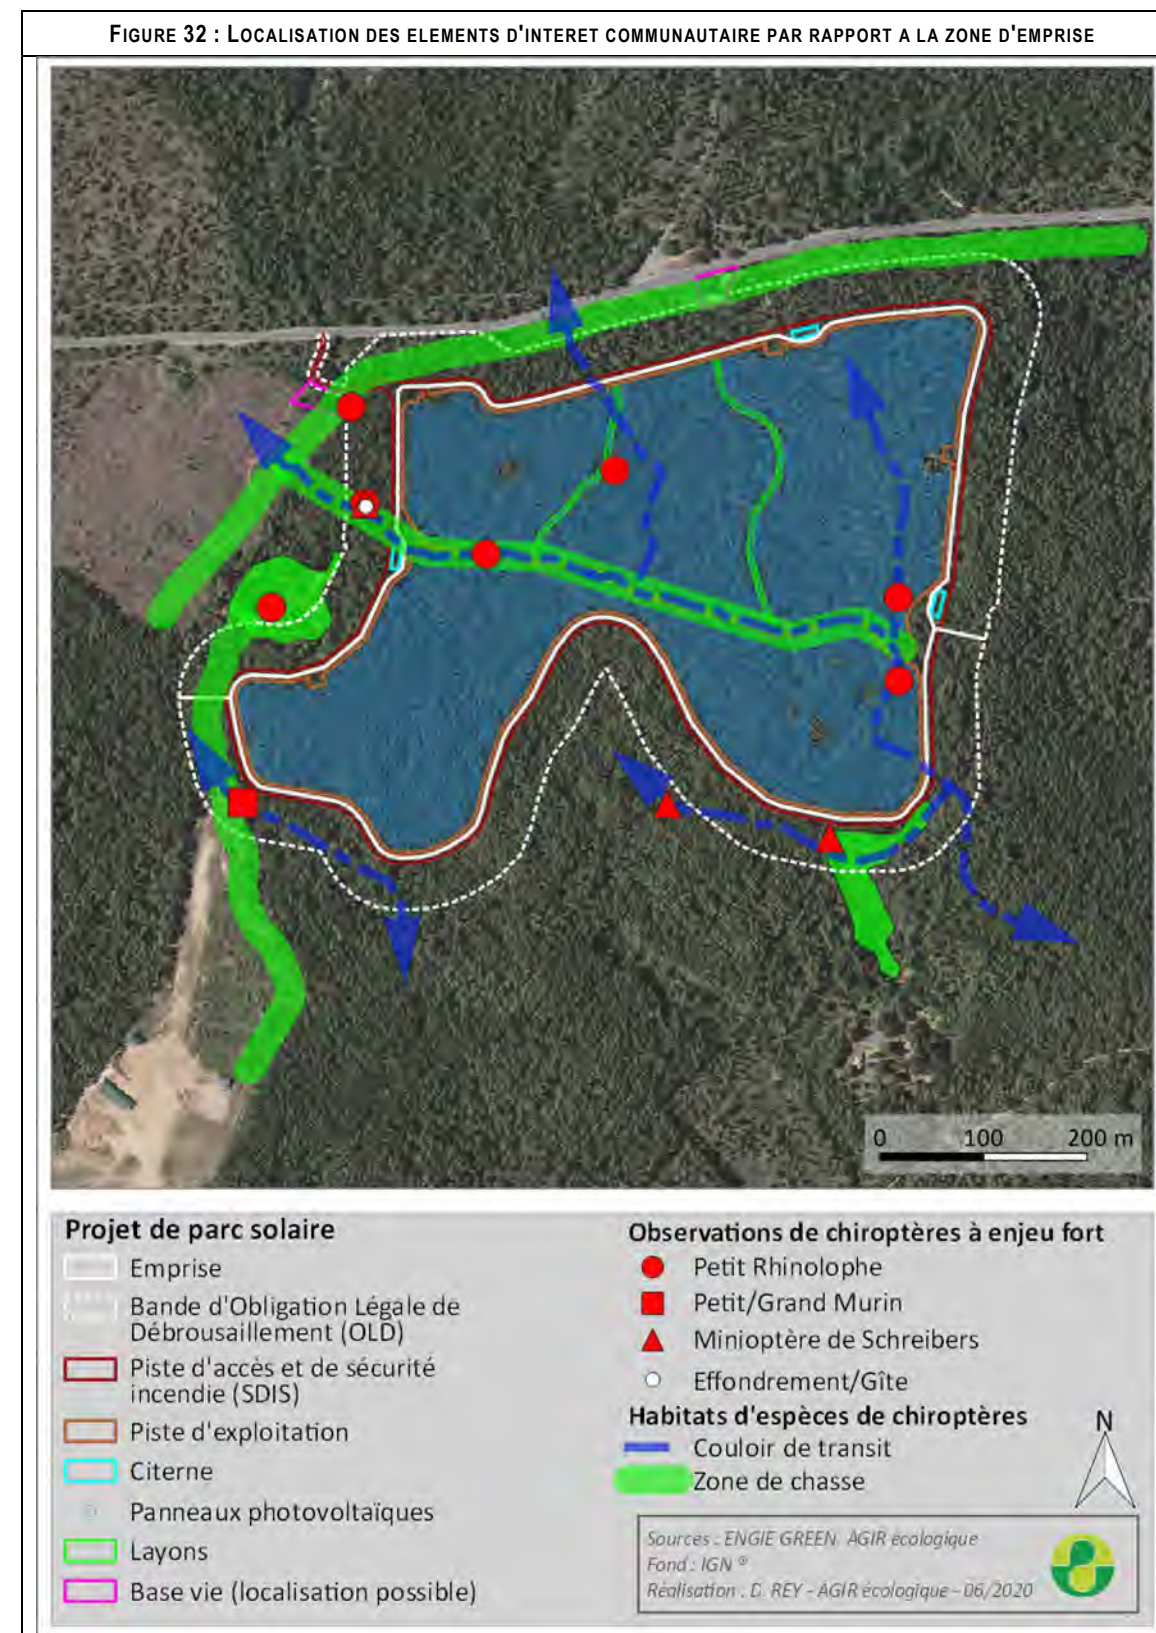 FIGURE 32 : LOCALISATION DES ELEMENTS D'INTERET COMMUNAUTAIRE PAR RAPPORT A LA ZONE D'EMPRISE
0 100 200 m
Projet de parc solaire
Emprise
Bande d'Obligation Légale de
Débrousaillement (OLD)
Piste d'accès et de sécurité
incendie (SDIS)
Piste d'exploitation
Citerne
Panneaux photovoltaïques
Layons
Base vie (localisation possible)
Observations de chiroptères à enjeu fort
Petit Rhinolophe
Petit/Grand Murin
Minioptère de Schreibers
Effondrement/Gîte
Habitats d'espèces de chiroptères
Couloir de transit
Zone de chasse
N
Sources : ENGIE GREEN, AGIR écologique
Fond : IGN ®
Réalisation : D. REY - AGIR écologique - 06/2020